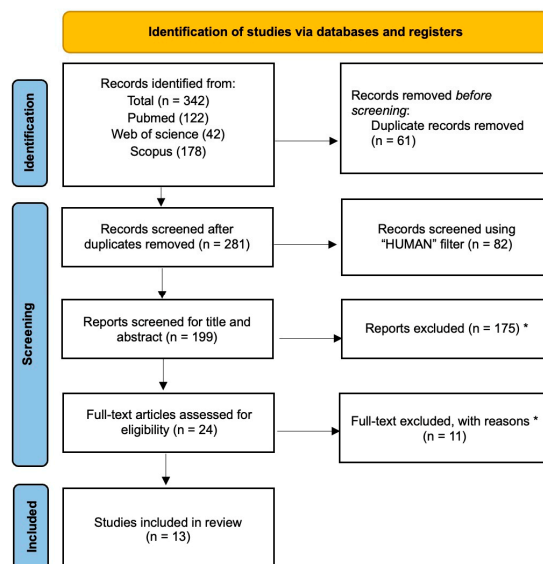 Identification of studies via databases and registers
Identification
Records identified from:
Total (n = 342)
Pubmed (122)
Web of science (42)
Scopus (178)
Records removed before
screening:
Duplicate records removed
(n = 61)
Screening
Records screened after
duplicates removed (n = 281)
Records screened using
“HUMAN” filter (n = 82)
Reports screened for title and
abstract (n = 199)
Reports excluded (n = 175) *
Full-text articles assessed for
eligibility (n = 24)
Full-text excluded, with reasons *
(n = 11)
Included
Studies included in review
(n = 13)